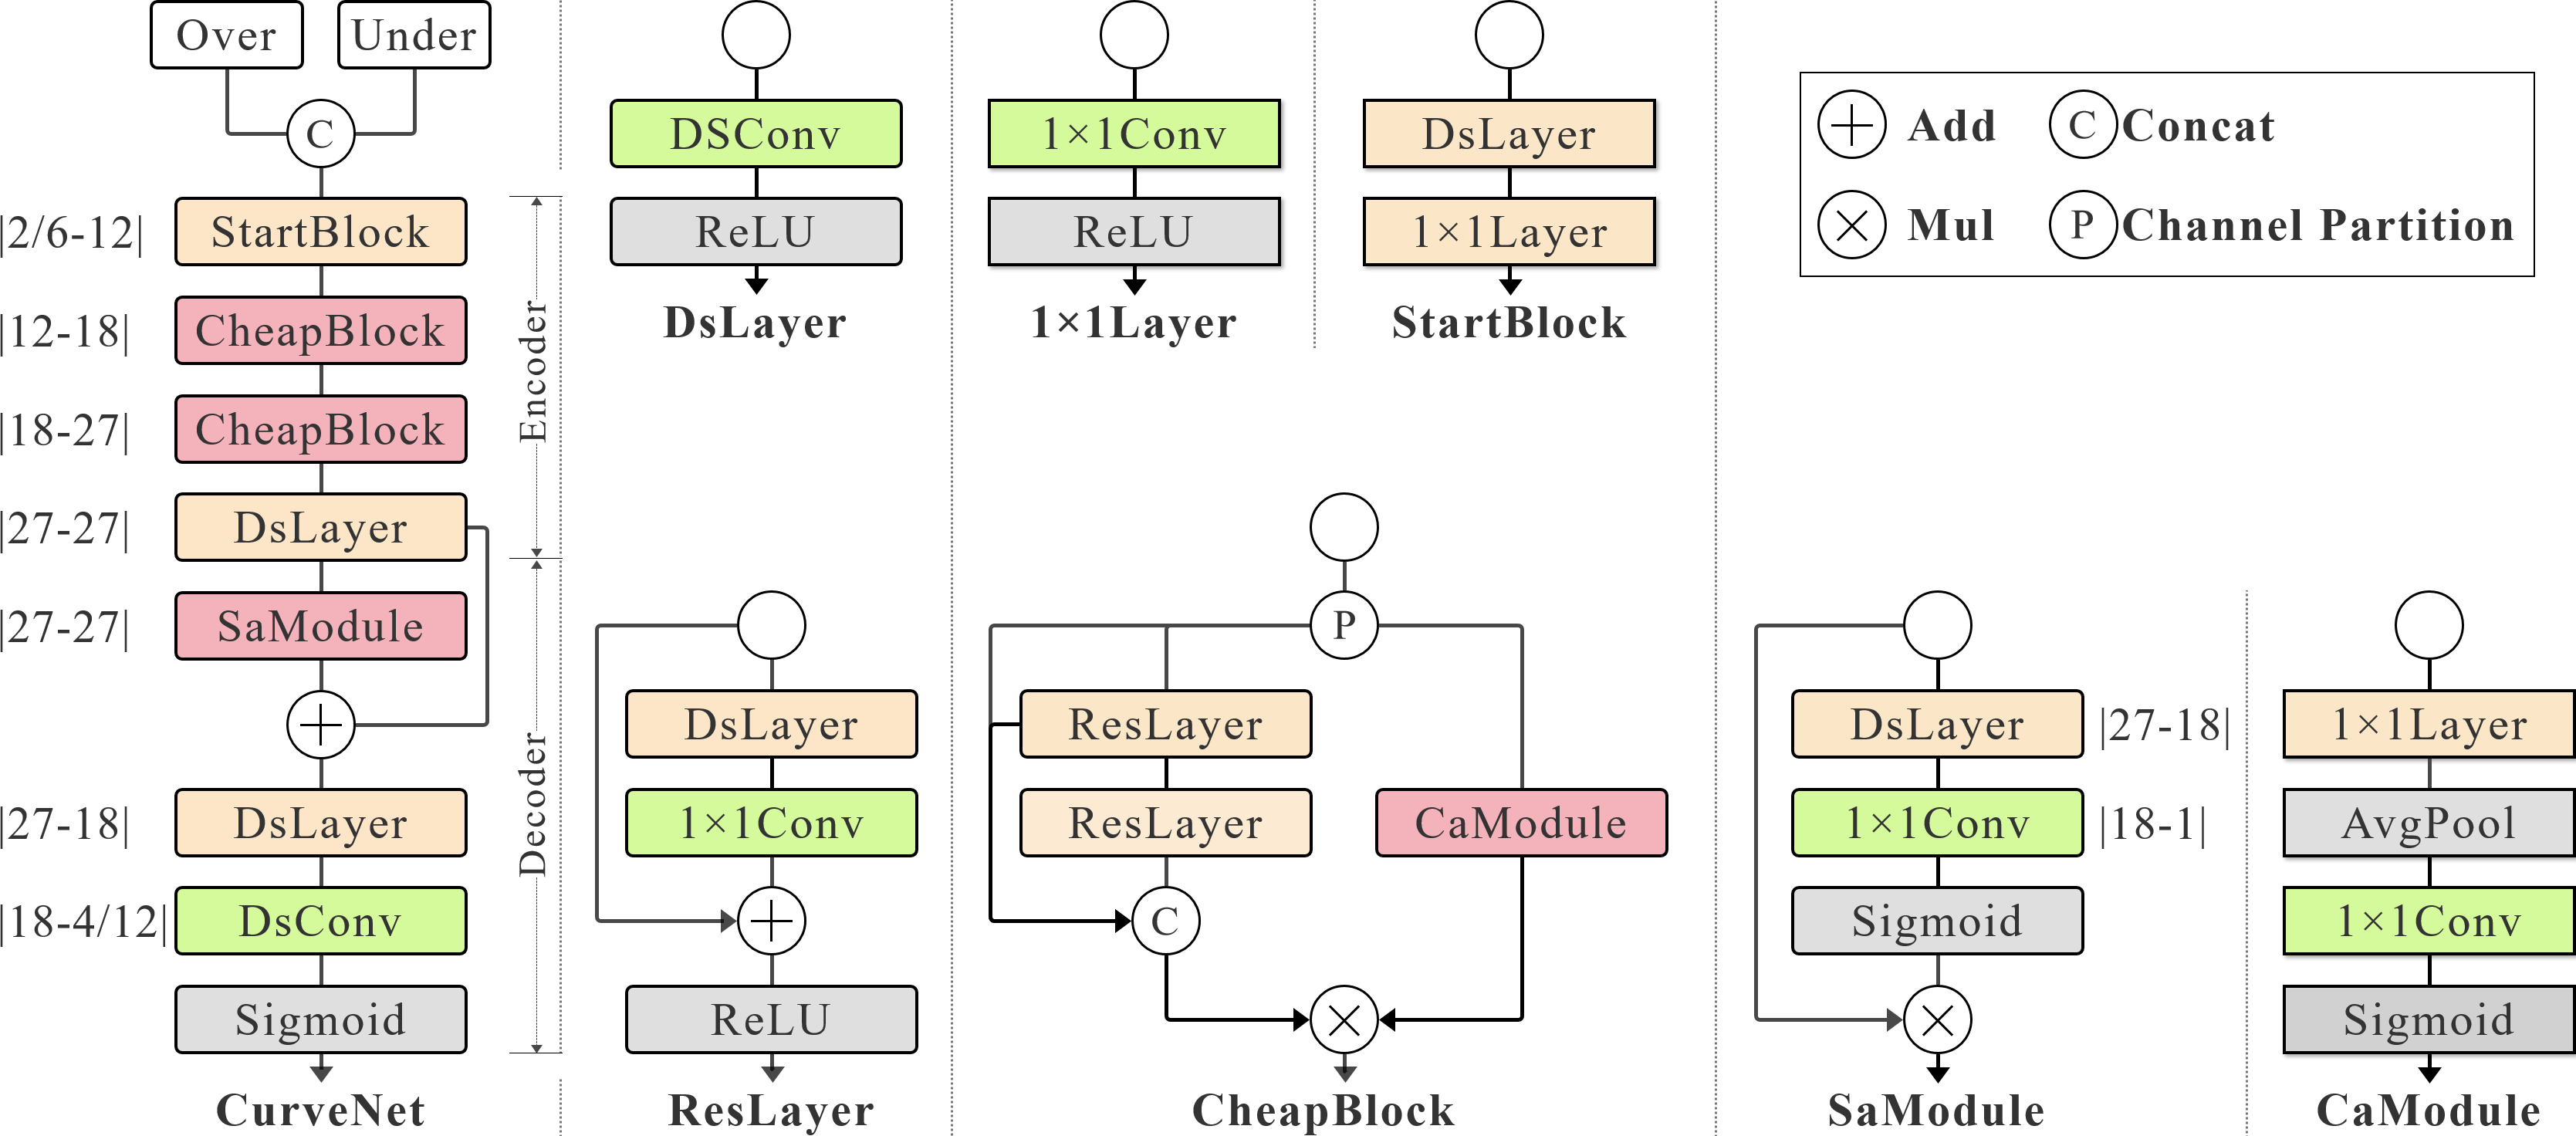 Over
Under
C
|2/6-12|
StartBlock
|12-18|
CheapBlock
|18-27|
CheapBlock
|27-27|
DsLayer
|27-27|
SaModule
|27-18|
DsLayer
|18-4/12|
DsConv
Sigmoid
CurveNet
Encoder
Decoder
DSConv
ReLU
DsLayer
1×1Conv
ReLU
1×1Layer
DsLayer
1×1Layer
StartBlock
Add
C Concat
Mul
P Channel Partition
DsLayer
1×1Conv
ReLU
ResLayer
P
ResLayer
ResLayer
CaModule
C
CheapBlock
DsLayer |27-18|
1×1Conv |18-1|
Sigmoid
SaModule
1×1Layer
AvgPool
1×1Conv
Sigmoid
CaModule